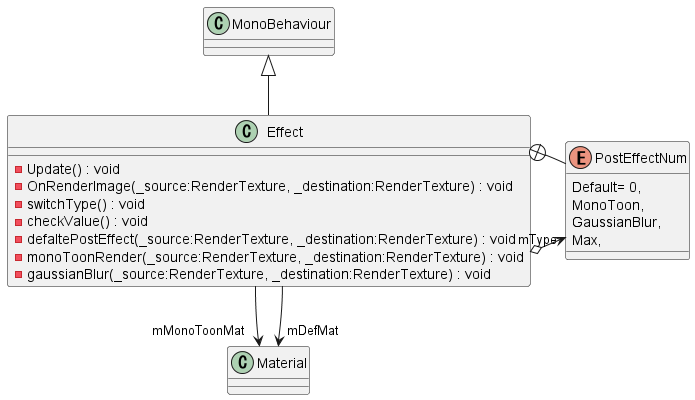 C MonoBehaviour
C Effect
Update() : void
OnRenderImage(_source:RenderTexture, _destination:RenderTexture) : void
switchType() : void
checkValue() : void
defaltePostEffect(_source:RenderTexture, _destination:RenderTexture) : void
monoToonRender(_source:RenderTexture, _destination:RenderTexture) : void
gaussianBlur(_source:RenderTexture, _destination:RenderTexture) : void
mType
E PostEffectNum
Default= 0,
MonoToon,
GaussianBlur,
Max,
mMonoToonMat
mDefMat
C Material